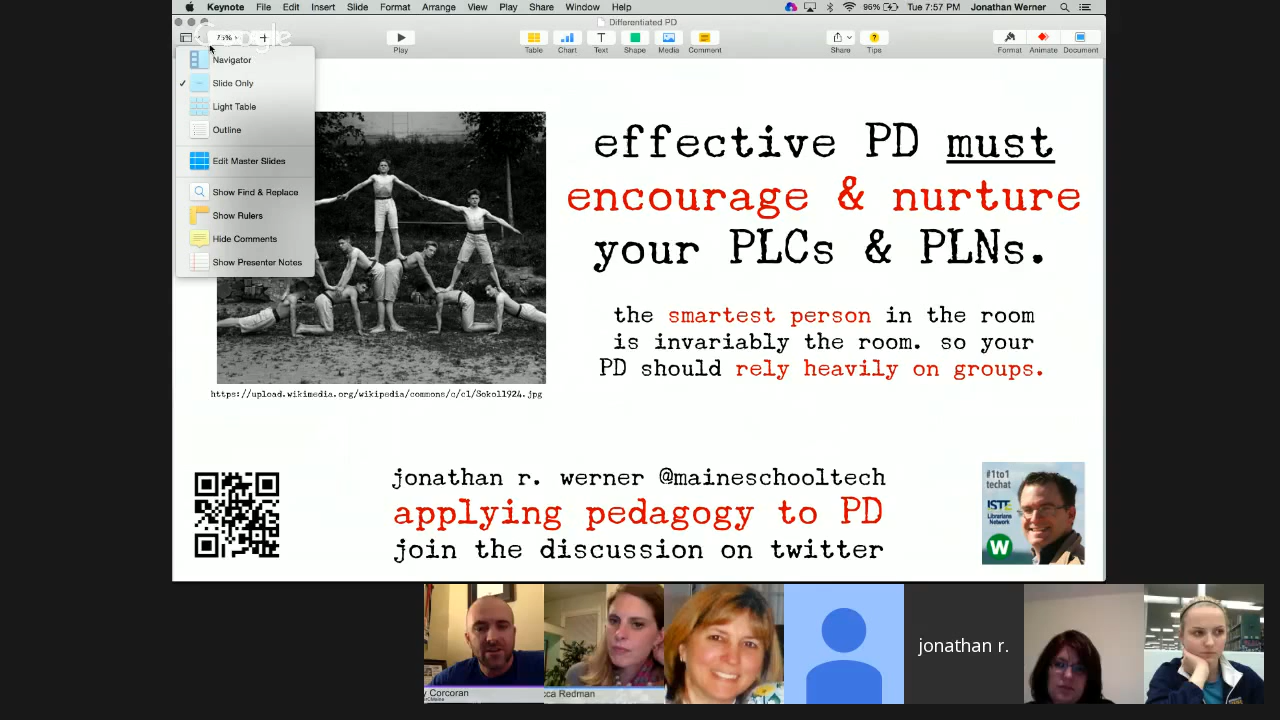 Keynote File Edit Insert Slide Format Arrange View Play Share Window Help
96% Tue 7:57 PM Jonathan Werner
Differentiated PD
Google
75%
Play
Table Chart Text Shape Media Comment
Share Tips
Format Animate Document
Navigator
Slide Only
Light Table
Outline
Edit Master Slides
Show Find & Replace
Show Rulers
Hide Comments
Show Presenter Notes
effective PD must
encourage & nurture
your PLCs & PLNs.
the smartest person in the room
is invariably the room. so your
PD should rely heavily on groups.
https://upload.wikimedia.org/wikipedia/commons/c/c1/Sokol1924.jpg
jonathan r. werner @maineschooltech
applying pedagogy to PD
join the discussion on twitter
#1to1
techat
ISTE
Librarians
Network
W
y Corcoran
cca Redman
jonathan r.